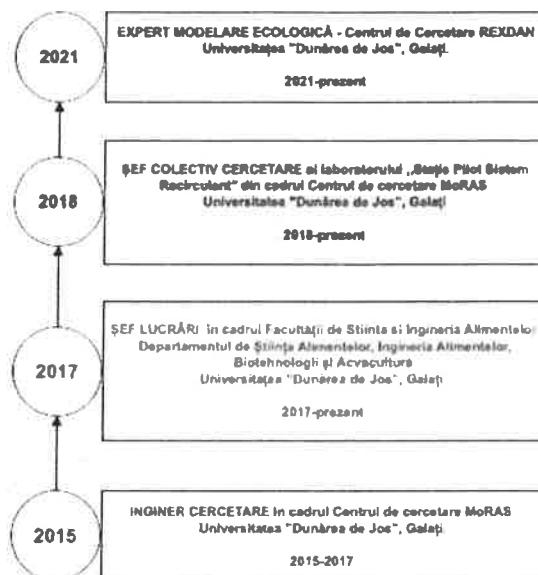 2021
EXPERT MODELARE ECOLOGICĂ - Centrul de Cercetare REXDAN
Universitatea "Dunărea de Jos", Galați.
2021-prezent
2018
ȘEF COLECTIV CERCETARE al laboratorului „Stație Pilot Sistem
Recirculant" din cadrul Centrul de cercetare MoRAS
Universitatea "Dunărea de Jos", Galați
2018-prezent
2017
ȘEF LUCRĂRI în cadrul Facultății de Stiinta si Ingineria Alimentelor
Departamentul de Știința Alimentelor, Ingineria Alimentelor,
Biotehnologii și Acvacultura
Universitatea "Dunărea de Jos", Galați
2017-prezent
2015
INGINER CERCETARE în cadrul Centrul de cercetare MoRAS
Universitatea "Dunărea de Jos", Galați.
2015-2017